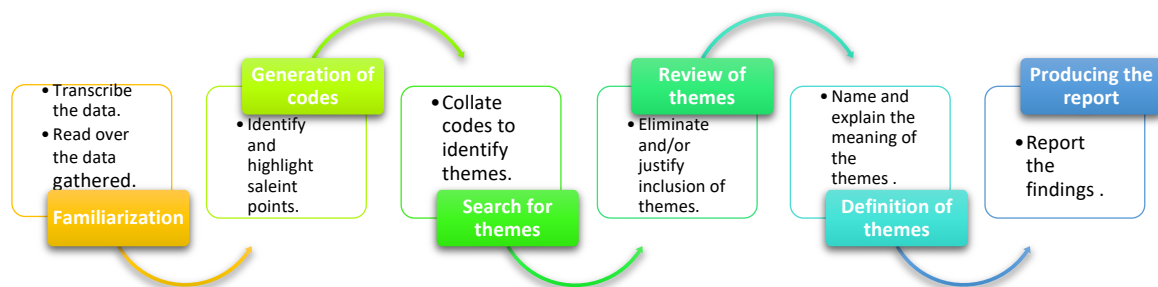 • Transcribe
the data.
• Read over
the data
gathered.
Familiarization
Generation of
codes
• Identify
and
highlight
saleint
points.
• Collate
codes to
identify
themes.
Search for
themes
Review of
themes
• Eliminate
and/or
justify
inclusion of
themes.
• Name and
explain the
meaning of
the
themes .
Definition of
themes
Producing the
report
• Report
the
findings .